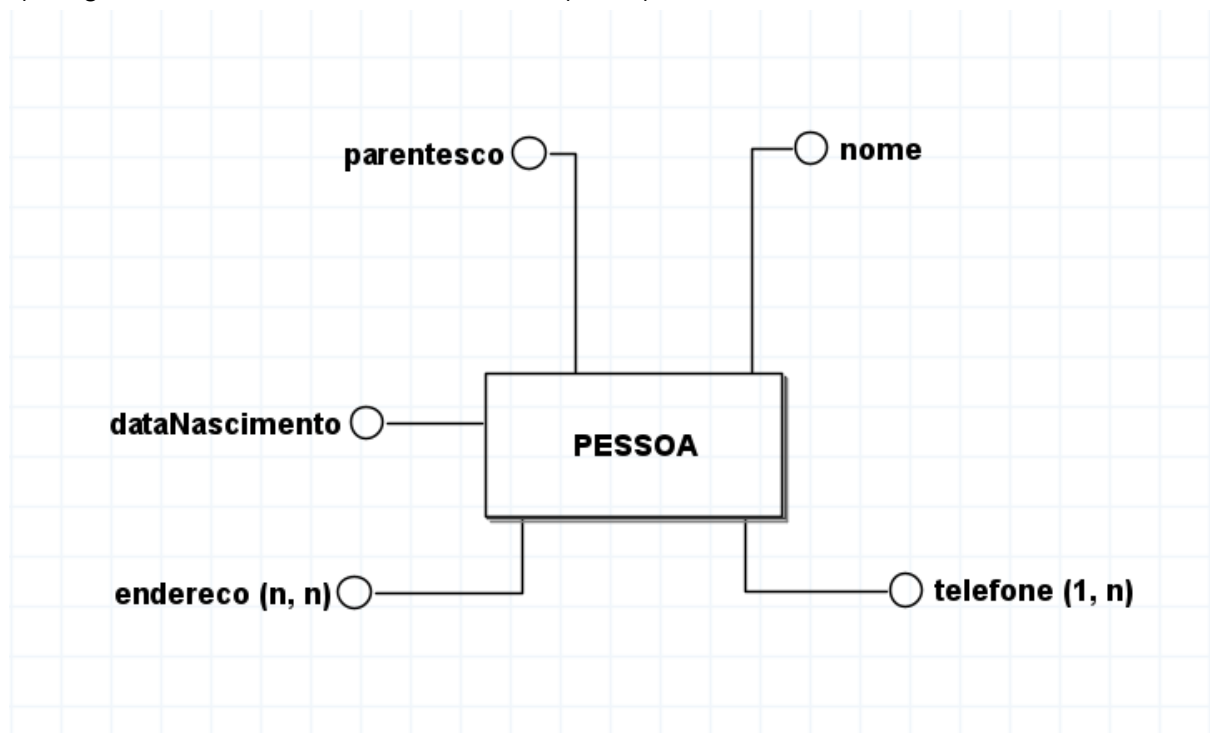 parentesco
nome
dataNascimento
PESSOA
endereco (n, n)
telefone (1, n)